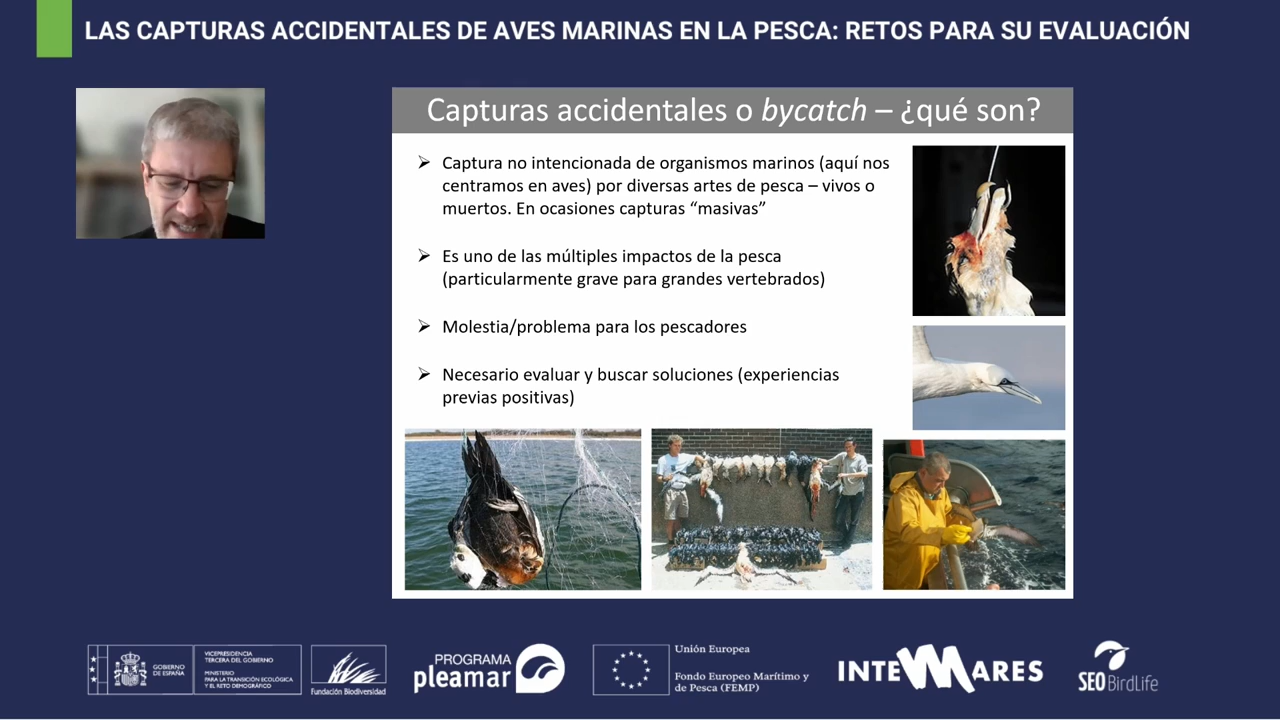 LAS CAPTURAS ACCIDENTALES DE AVES MARINAS EN LA PESCA: RETOS PARA SU EVALUACIÓN
Capturas accidentales o bycatch – ¿qué son?
➢ Captura no intencionada de organismos marinos (aquí nos
centramos en aves) por diversas artes de pesca – vivos o
muertos. En ocasiones capturas “masivas”
➢ Es uno de las múltiples impactos de la pesca
(particularmente grave para grandes vertebrados)
➢ Molestia/problema para los pescadores
➢ Necesario evaluar y buscar soluciones (experiencias
previas positivas)
GOBIERNO
DE ESPAÑA
VICEPRESIDENCIA
TERCERA DEL GOBIERNO
MINISTERIO
PARA LA TRANSICIÓN ECOLÓGICA
Y EL RETO DEMOGRÁFICO
Fundación Biodiversidad
PROGRAMA
pleamar
Unión Europea
Fondo Europeo Marítimo y
de Pesca (FEMP)
INTEMARES
SEO BirdLife